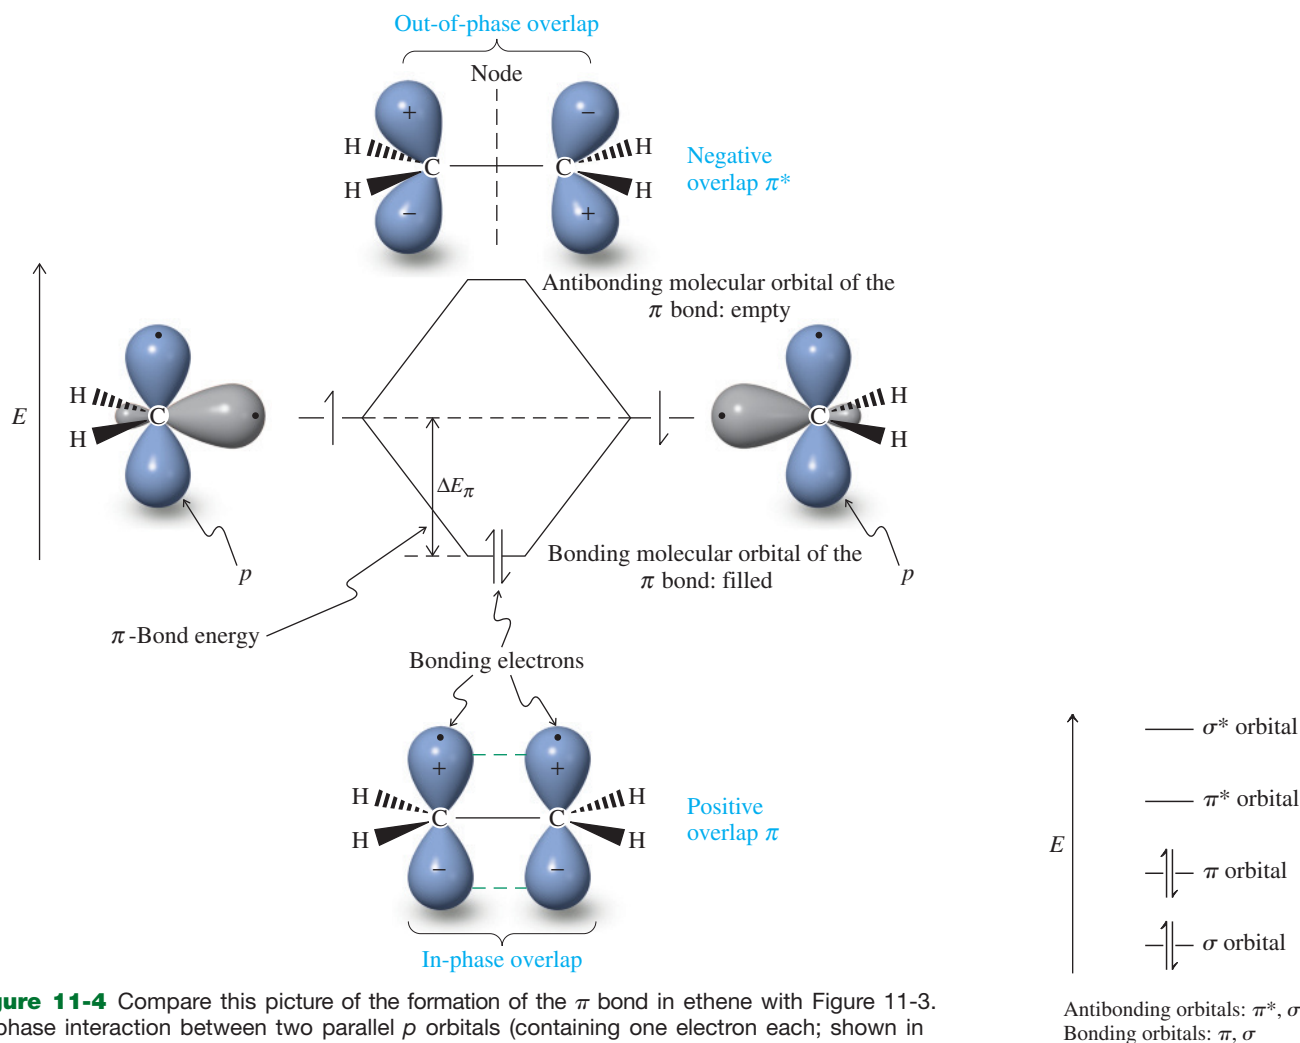 Out-of-phase overlap
Node
+
−
H
H
C
C
H
H
−
+
Negative
overlap π*
Antibonding molecular orbital of the
π bond: empty
E
H
H
C
p
C
H
H
p
ΔEπ
Bonding molecular orbital of the
π bond: filled
π-Bond energy
Bonding electrons
+
+
H
H
C
C
H
H
−
−
Positive
overlap π
In-phase overlap
E
σ* orbital
π* orbital
π orbital
σ orbital
Antibonding orbitals: π*, σ
Bonding orbitals: π, σ
gure 11-4 Compare this picture of the formation of the π bond in ethene with Figure 11-3.
phase interaction between two parallel p orbitals (containing one electron each; shown in